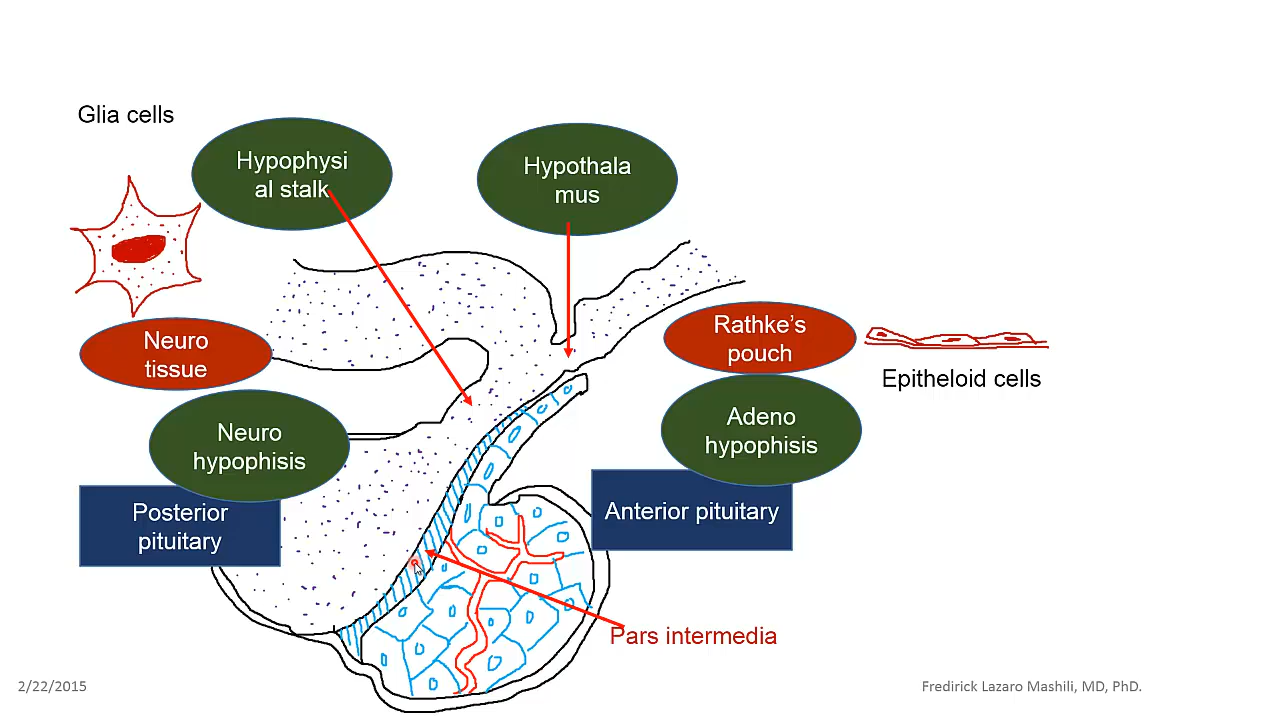 Glia cells
Hypophysi
al stalk
Hypothala
mus
Neuro
tissue
Rathke’s
pouch
Epitheloid cells
Neuro
hypophisis
Adeno
hypophisis
Posterior
pituitary
Anterior pituitary
Pars intermedia
2/22/2015
Fredirick Lazaro Mashili, MD, PhD.